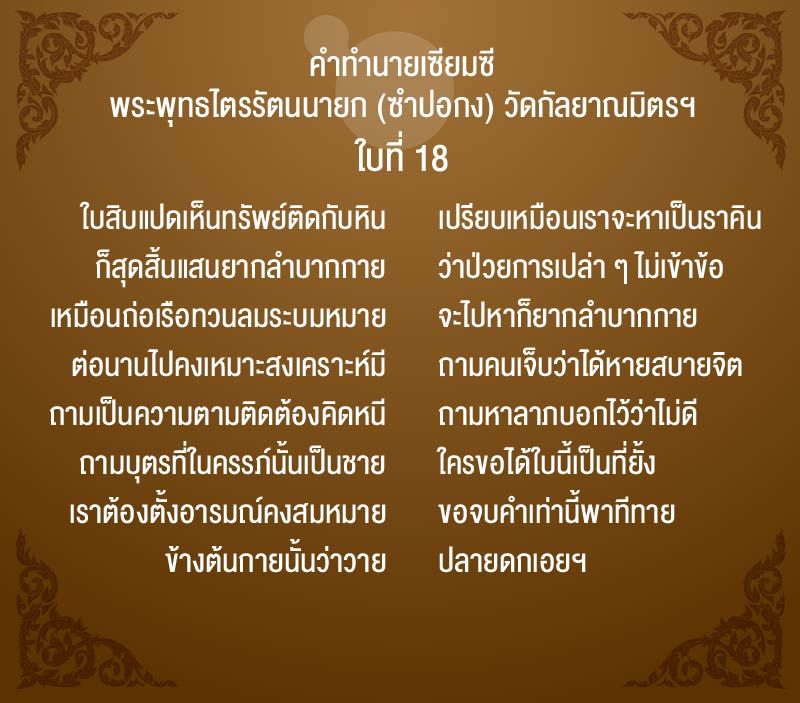 คำทำนายเซียมซี
พระพุทธไตรรัตนนายก (ซำปอกง) วัดกัลยาณมิตรฯ
ใบที่ 18
ใบสิบแปดเห็นทรัพย์ติดกับหิน เปรียบเหมือนเราจะหาเป็นราคิน
ก็สุดสิ้นแสนยากลำบากกาย ว่าป่วยการเปล่า ๆ ไม่เข้าข้อ
เหมือนถ่อเรือทวนลมระบมหมาย จะไปหาก็ยากลำบากกาย
ต่อนานไปคงเหมาะสงเคราะห์มี ถามคนเจ็บว่าได้หายสบายจิต
ถามเป็นความตามติดต้องคิดหนี ถามหาลาภบอกไว้ว่าไม่ดี
ถามบุตรที่ในครรภ์นั้นเป็นชาย ใครขอได้ใบนี้เป็นที่ยั้ง
เราต้องตั้งอารมณ์คงสมหมาย ขอจบคำเท่านี้พาทีทาย
ข้างต้นกายนั้นว่าวาย ปลายดกเอยฯ